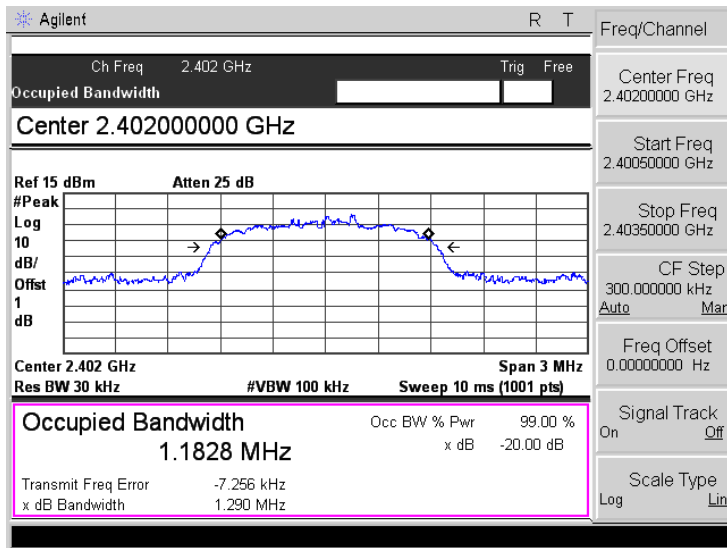 Agilent R T
Ch Freq 2.402 GHz Trig Free
Occupied Bandwidth
Center 2.402000000 GHz
Ref 15 dBm Atten 25 dB
#Peak
Log
10
dB/
Offst
1
dB
Center 2.402 GHz Span 3 MHz
Res BW 30 kHz #VBW 100 kHz Sweep 10 ms (1001 pts)
Occupied Bandwidth Occ BW % Pwr 99.00 %
1.1828 MHz x dB -20.00 dB
Transmit Freq Error -7.256 kHz
x dB Bandwidth 1.290 MHz
Freq/Channel
Center Freq
2.40200000 GHz
Start Freq
2.40050000 GHz
Stop Freq
2.40350000 GHz
CF Step
300.000000 kHz
Auto Man
Freq Offset
0.00000000 Hz
Signal Track
On Off
Scale Type
Log Lin